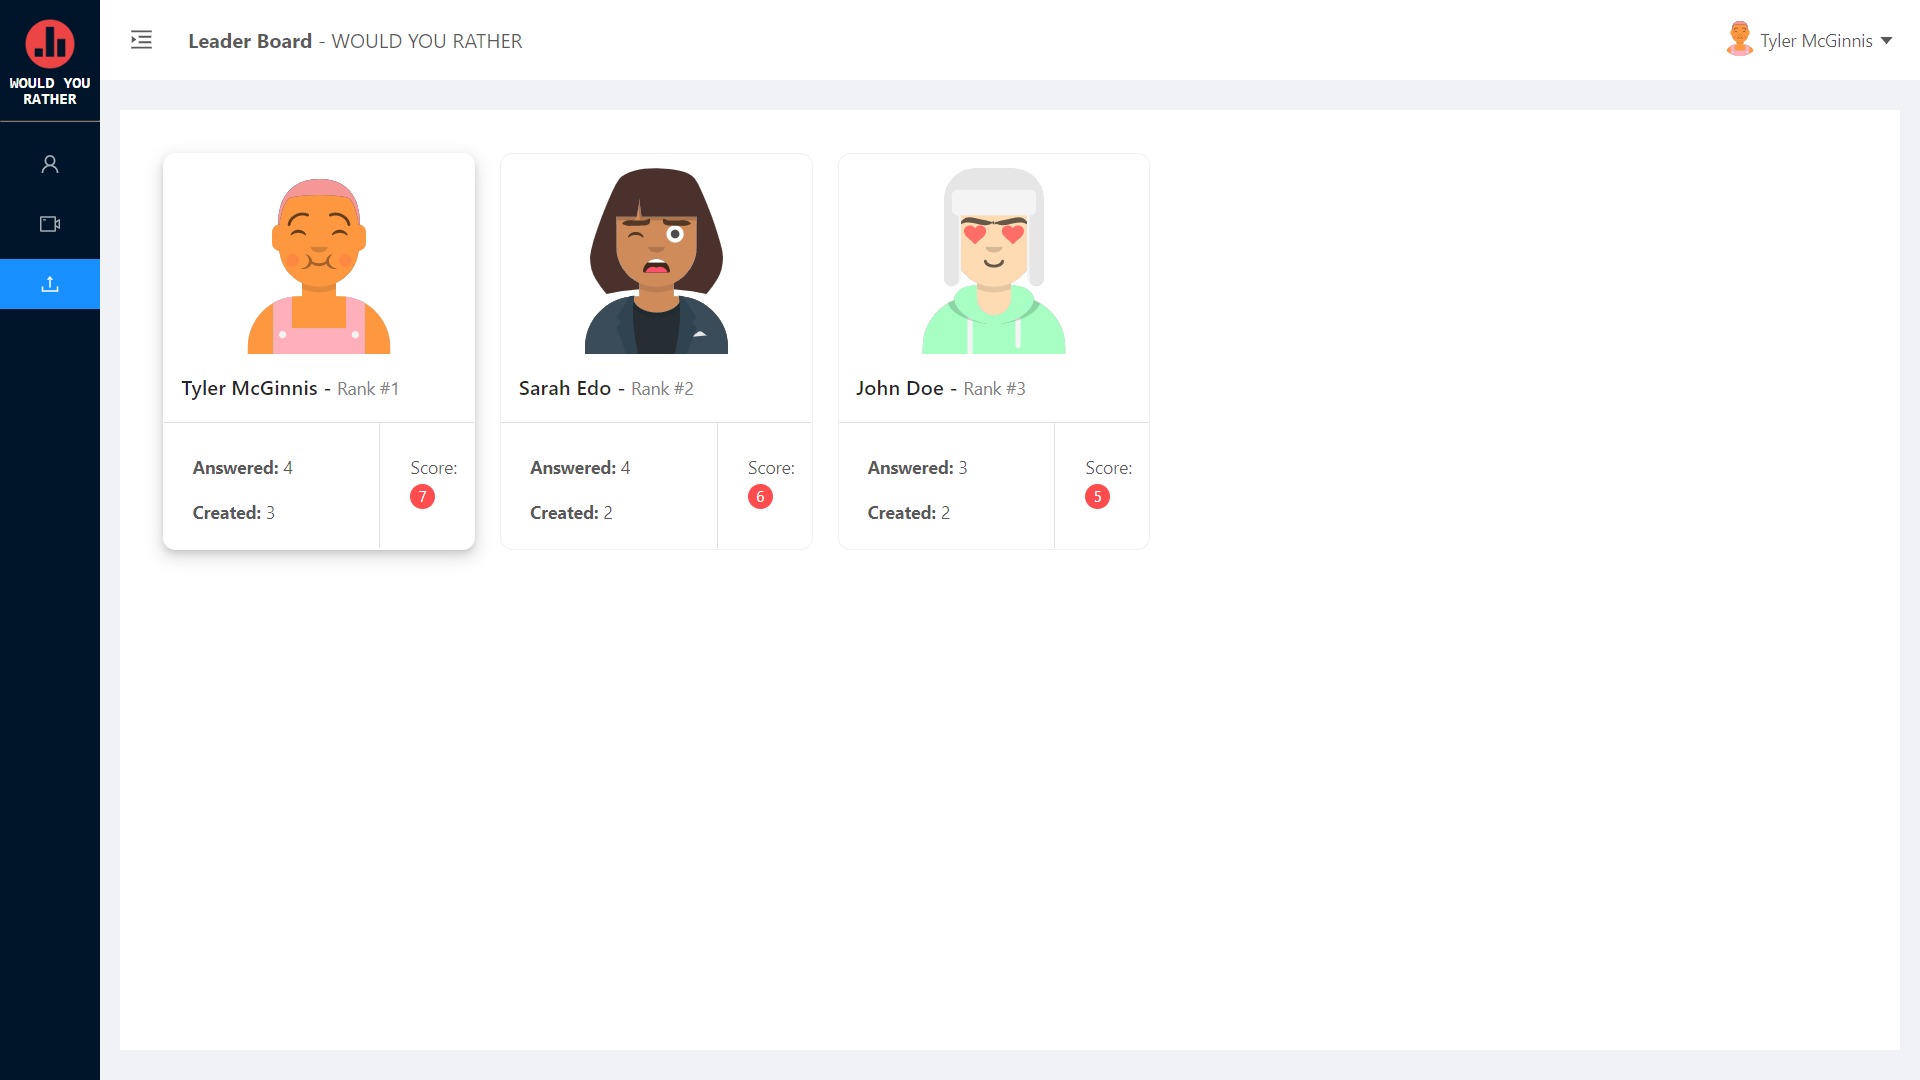 WOULD YOU
RATHER
Leader Board - WOULD YOU RATHER
Tyler McGinnis
Tyler McGinnis - Rank #1
Answered: 4
Created: 3
Score:
7
Sarah Edo - Rank #2
Answered: 4
Created: 2
Score:
6
John Doe - Rank #3
Answered: 3
Created: 2
Score:
5